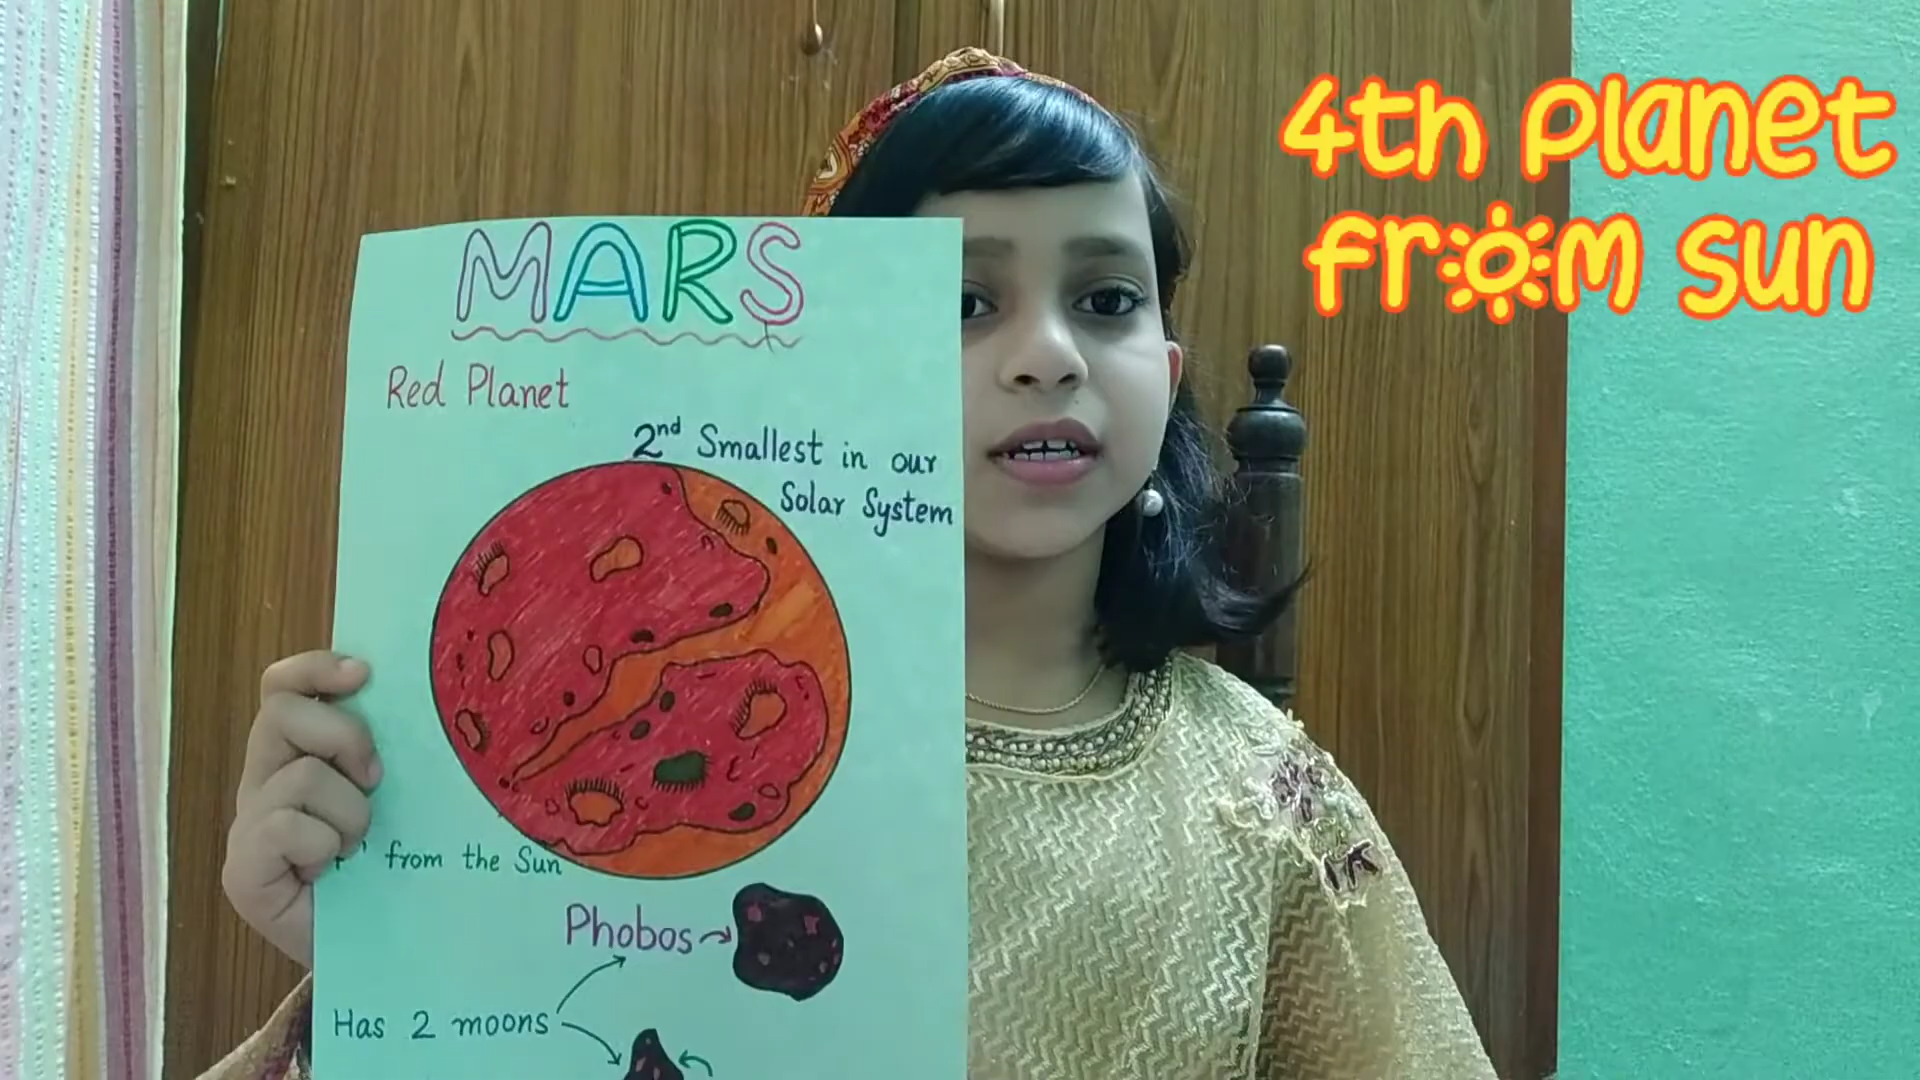 MARS
Red Planet
2nd Smallest in our
Solar System
from the Sun
Phobos
Has 2 moons
4th planet
from sun